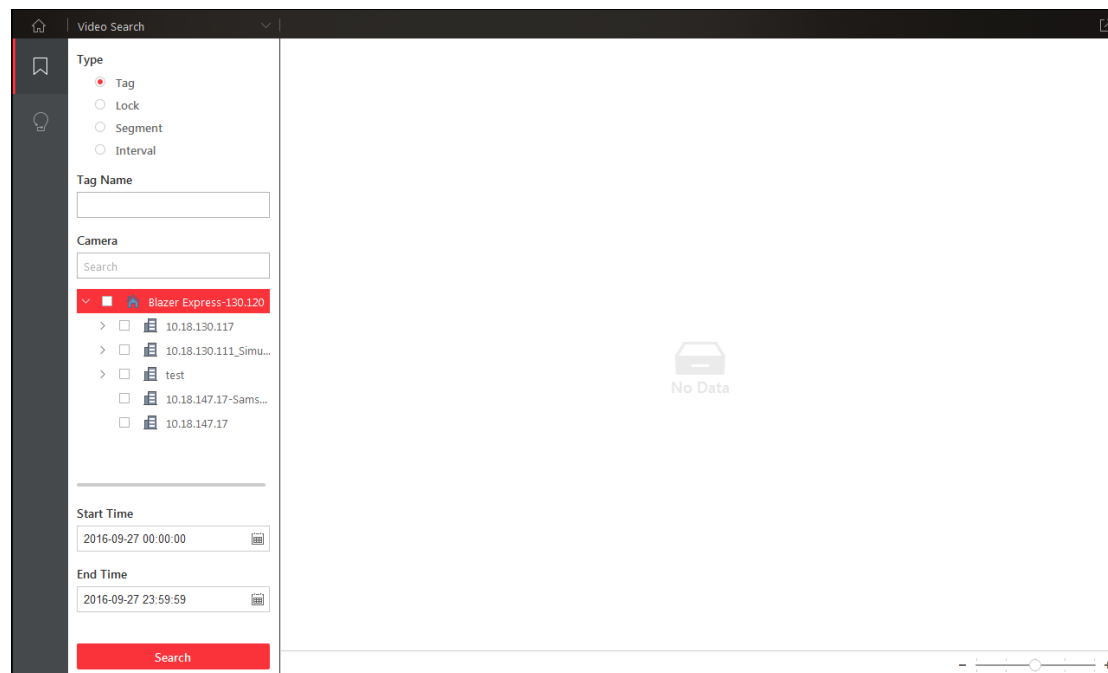 Video Search
Type
Tag
Lock
Segment
Interval
Tag Name
Camera
Search
Blazer Express-130.120
10.18.130.117
10.18.130.111_Simu...
test
10.18.147.17-Sams...
10.18.147.17
No Data
Start Time
2016-09-27 00:00:00
End Time
2016-09-27 23:59:59
Search